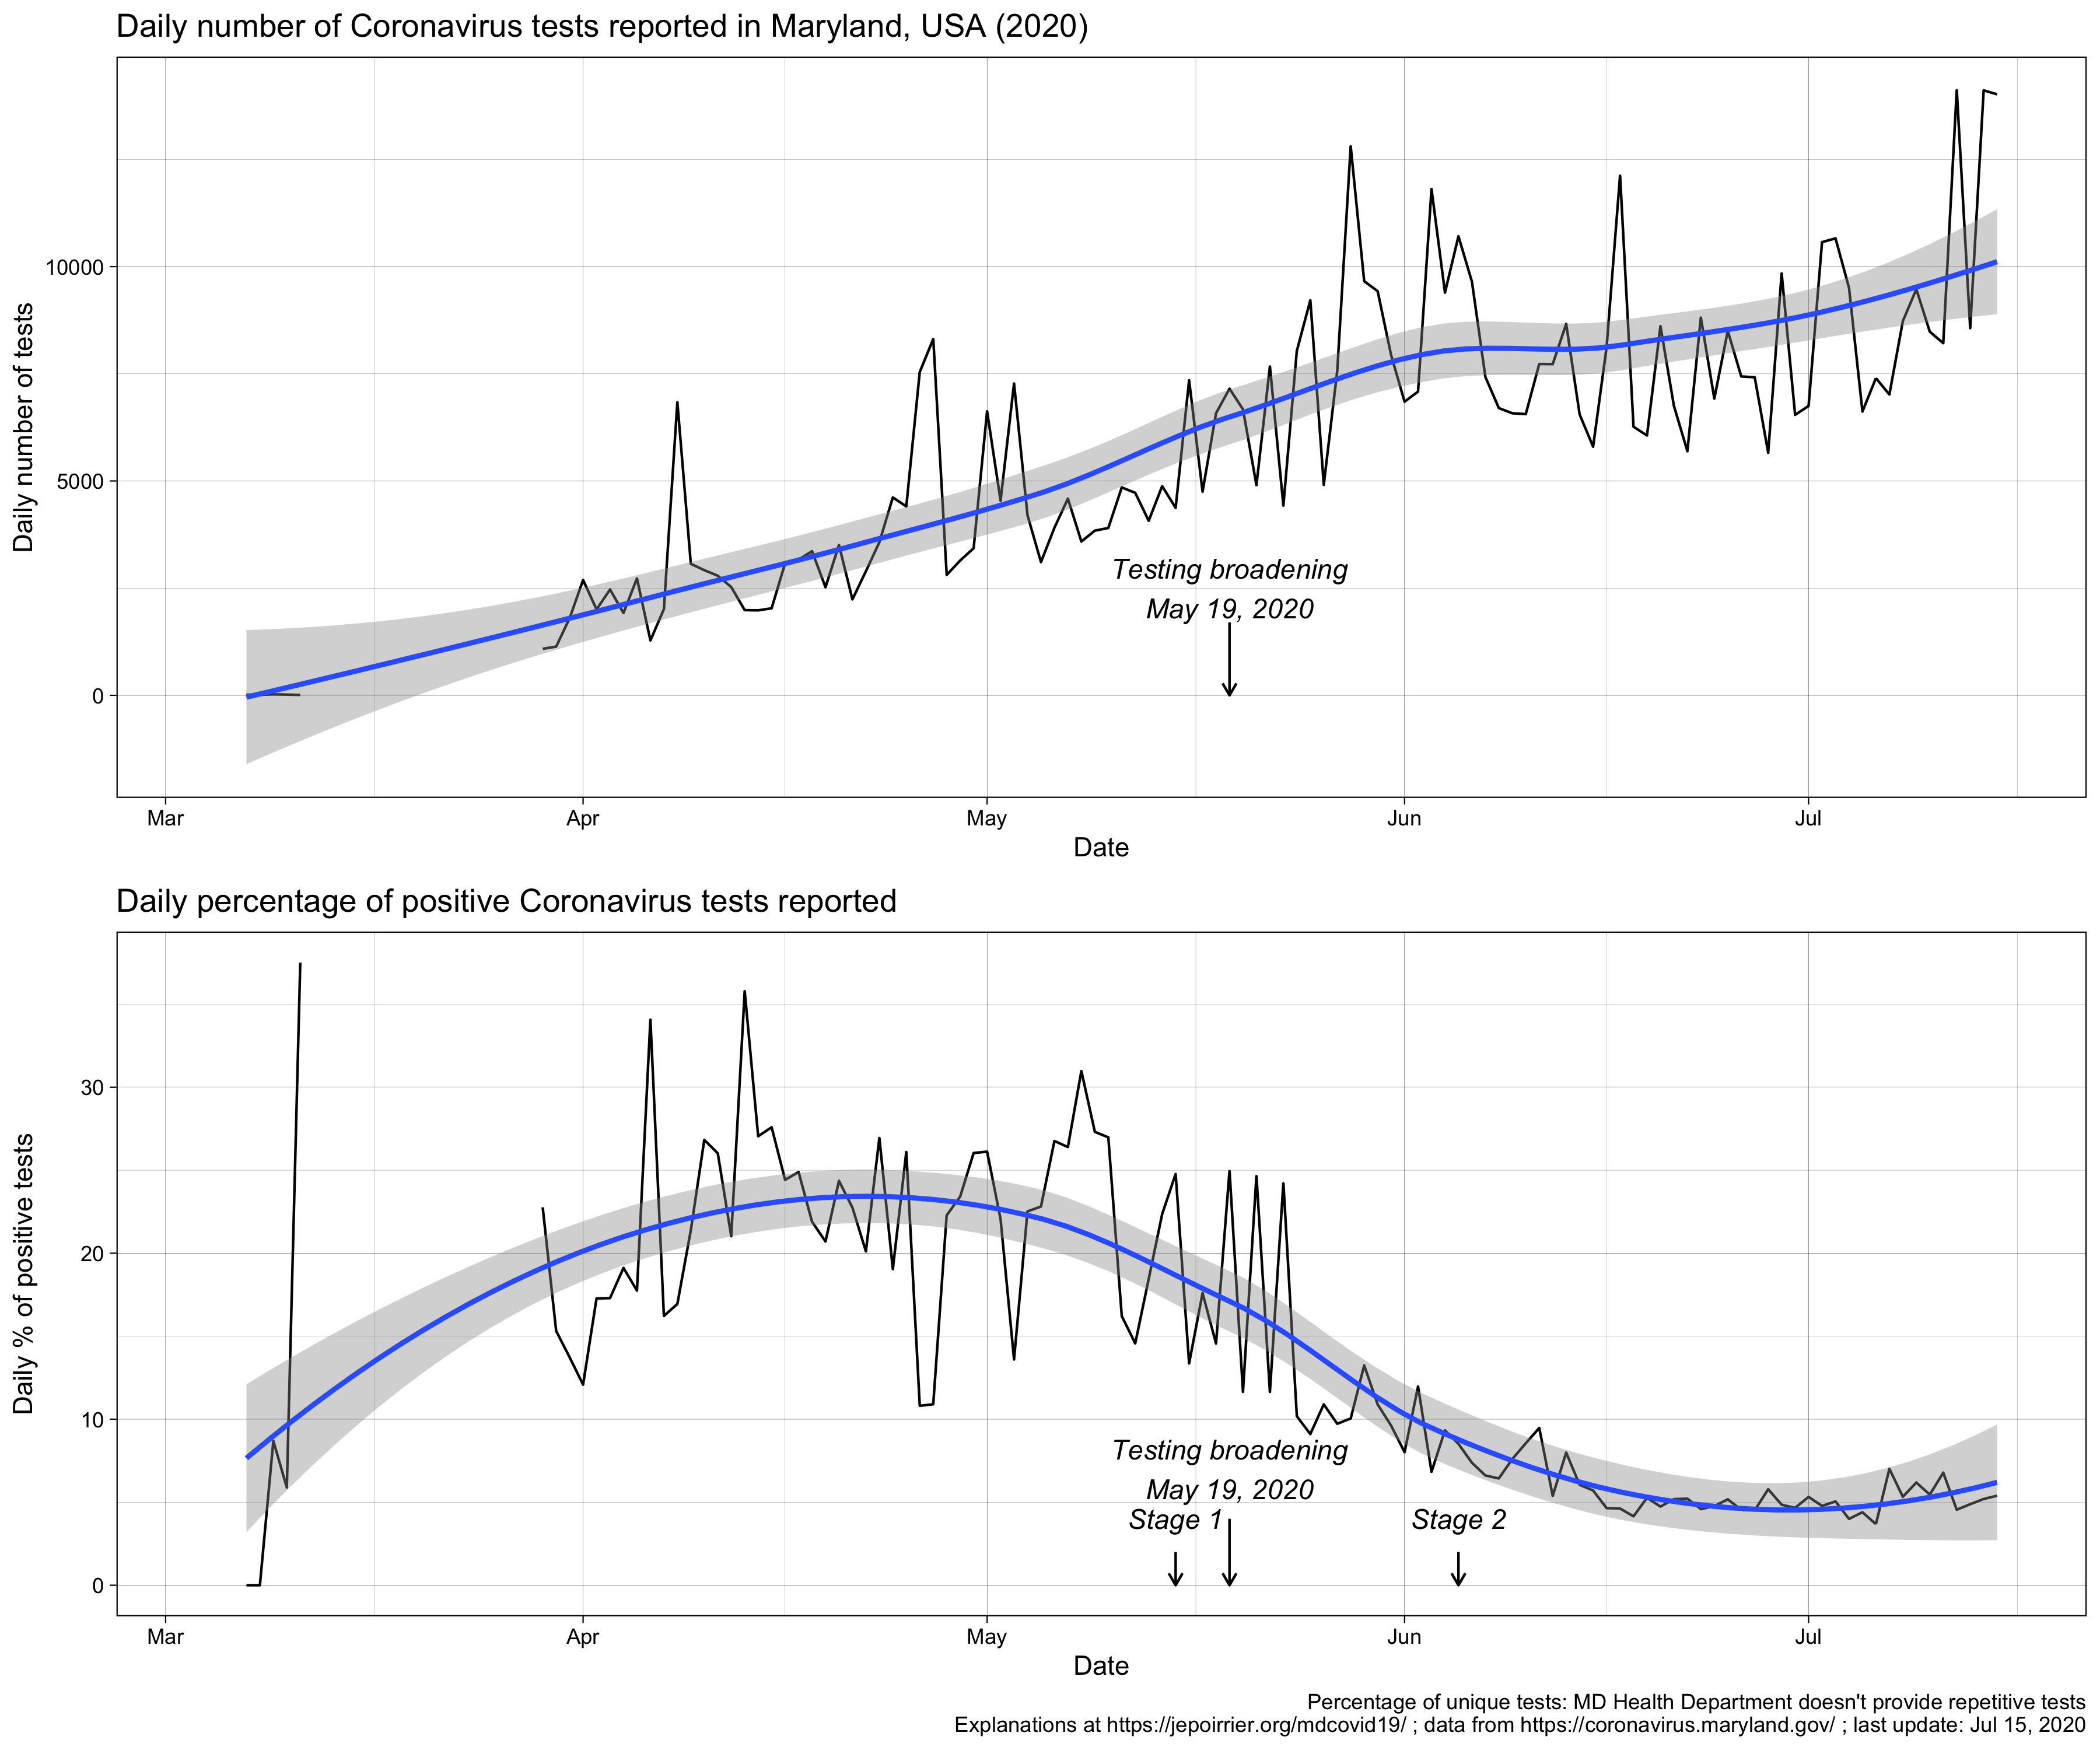 Daily number of Coronavirus tests reported in Maryland, USA (2020)
Daily number of tests
10000
5000
0
Testing broadening
May 19, 2020
Mar
Apr
May
Jun
Jul
Date
Daily percentage of positive Coronavirus tests reported
Daily % of positive tests
30
20
10
0
Testing broadening
May 19, 2020
Stage 1
Stage 2
Mar
Apr
May
Jun
Jul
Date
Percentage of unique tests: MD Health Department doesn't provide repetitive tests
Explanations at https://jepoirrier.org/mdcovid19/ ; data from https://coronavirus.maryland.gov/ ; last update: Jul 15, 2020